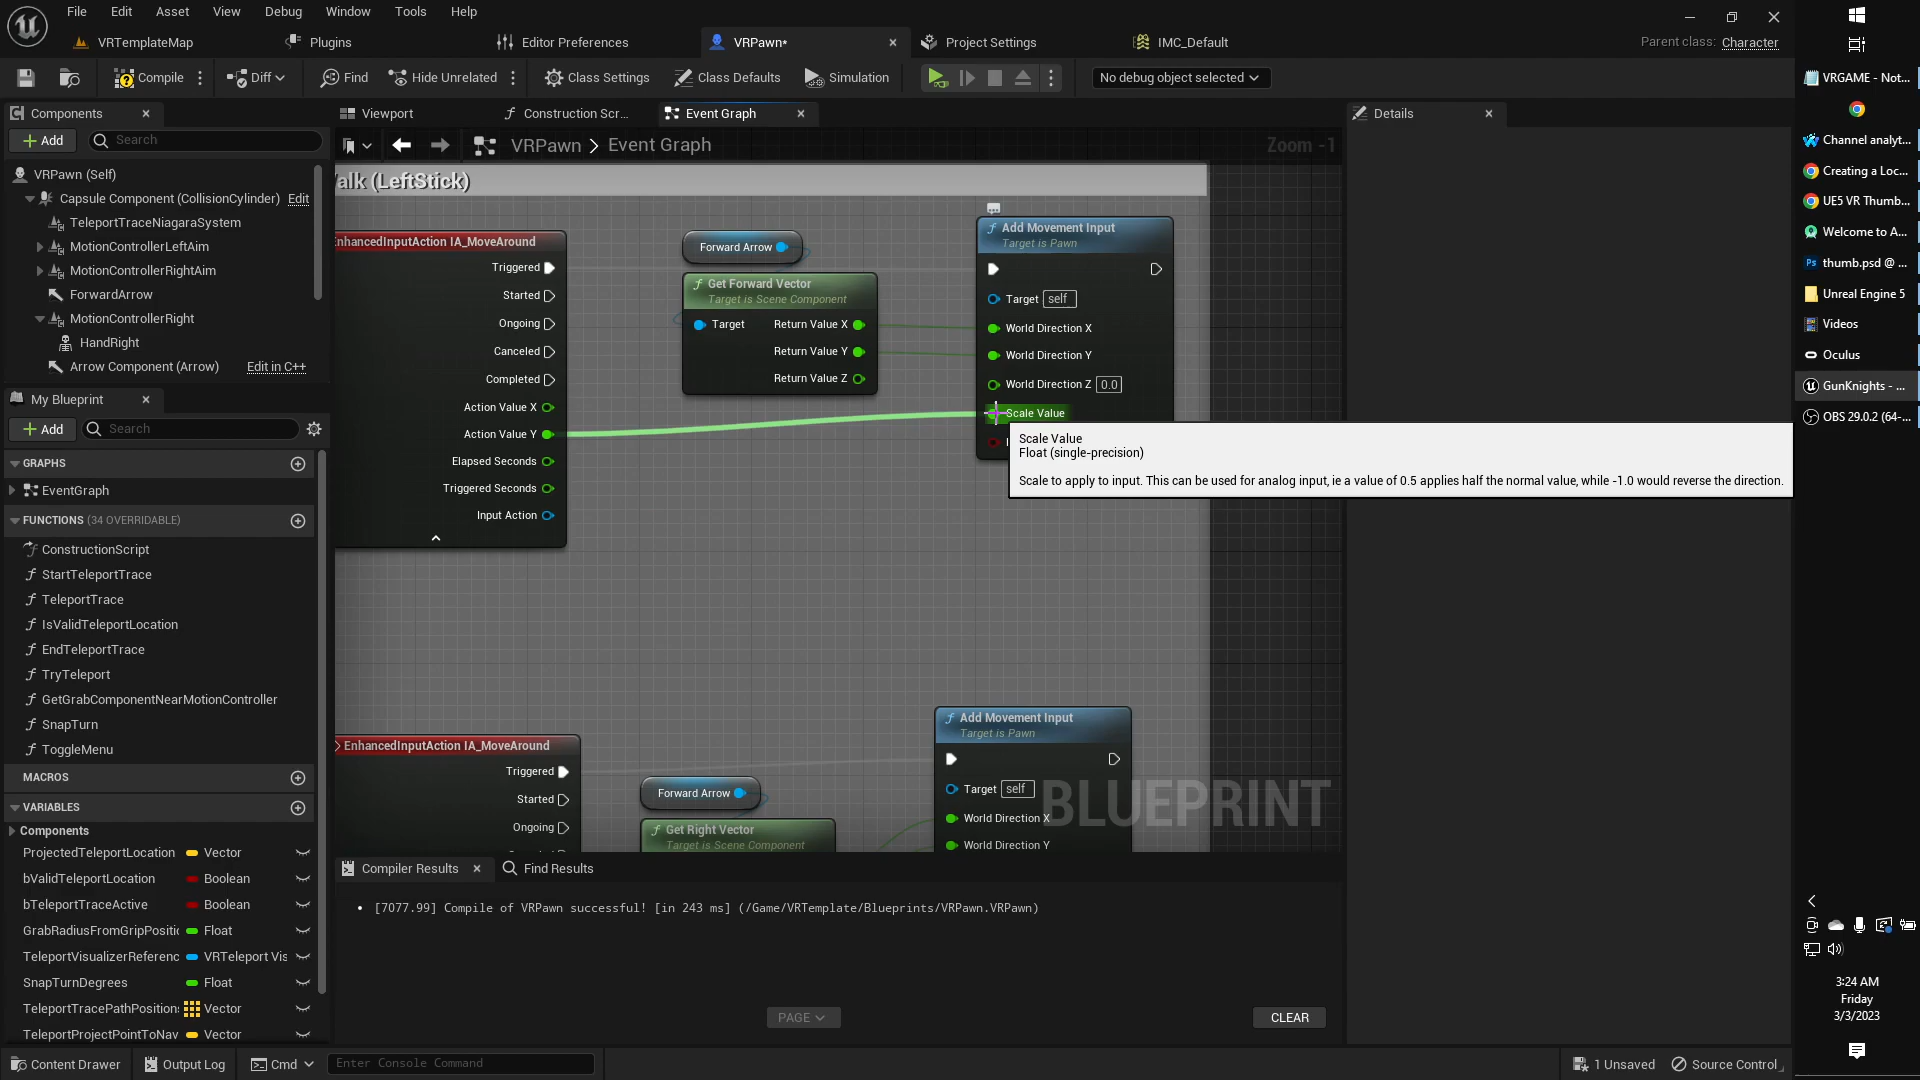 File Edit Asset View Debug Window Tools Help
VRTemplateMap Plugins Editor Preferences VRPawn* Project Settings IMC_Default
Parent class: Character
Compile Diff Find Hide Unrelated Class Settings Class Defaults Simulation No debug object selected
Components
Add Search
VRPawn (Self)
Capsule Component (CollisionCylinder) Edit
TeleportTraceNiagaraSystem
MotionControllerLeftAim
MotionControllerRightAim
ForwardArrow
MotionControllerRight
HandRight
Arrow Component (Arrow) Edit in C++
My Blueprint
Add Search
GRAPHS
EventGraph
FUNCTIONS (34 OVERRIDABLE)
ConstructionScript
StartTeleportTrace
TeleportTrace
IsValidTeleportLocation
EndTeleportTrace
TryTeleport
GetGrabComponentNearMotionController
SnapTurn
ToggleMenu
MACROS
VARIABLES
Components
ProjectedTeleportLocation Vector
bValidTeleportLocation Boolean
bTeleportTraceActive Boolean
GrabRadiusFromGripPositi Float
TeleportVisualizerReferenc VRTeleport Vis
SnapTurnDegrees Float
TeleportTracePathPosition Vector
TeleportProjectPointToNav Vector
Viewport Construction Scr... Event Graph
VRPawn > Event Graph Zoom -1
alk (LeftStick)
EnhancedInputAction IA_MoveAround
Triggered
Started
Ongoing
Canceled
Completed
Action Value X
Action Value Y
Elapsed Seconds
Triggered Seconds
Input Action
Forward Arrow
Get Forward Vector
Target is Scene Component
Target Return Value X
Return Value Y
Return Value Z
Add Movement Input
Target is Pawn
Target self
World Direction X
World Direction Y
World Direction Z 0.0
Scale Value
Scale Value
Float (single-precision)
Scale to apply to input. This can be used for analog input, ie a value of 0.5 applies half the normal value, while -1.0 would reverse the direction.
EnhancedInputAction IA_MoveAround
Triggered
Started
Ongoing
Forward Arrow
Get Right Vector
Target is Scene Component
Add Movement Input
Target is Pawn
Target self
World Direction X
World Direction Y
BLUEPRINT
Compiler Results Find Results
[7077.99] Compile of VRPawn successful! [in 243 ms] (/Game/VRTemplate/Blueprints/VRPawn.VRPawn)
PAGE CLEAR
Details
Content Drawer Output Log Cmd Enter Console Command 1 Unsaved Source Control
VRGAME - Not...
Channel analyt...
Creating a Loc...
UE5 VR Thumb...
Welcome to A...
thumb.psd @ ...
Unreal Engine 5
Videos
Oculus
GunKnights - ...
OBS 29.0.2 (64-...
3:24 AM
Friday
3/3/2023